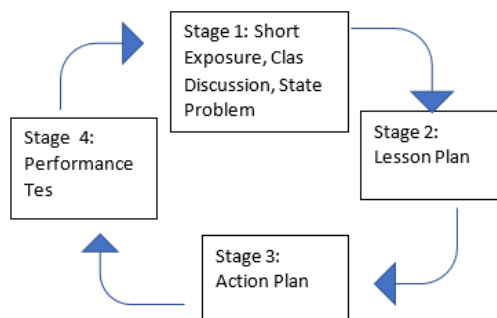 Stage 1: Short
Exposure, Clas
Discussion, State
Problem
Stage 2:
Lesson Plan
Stage 3:
Action Plan
Stage 4:
Performance
Tes